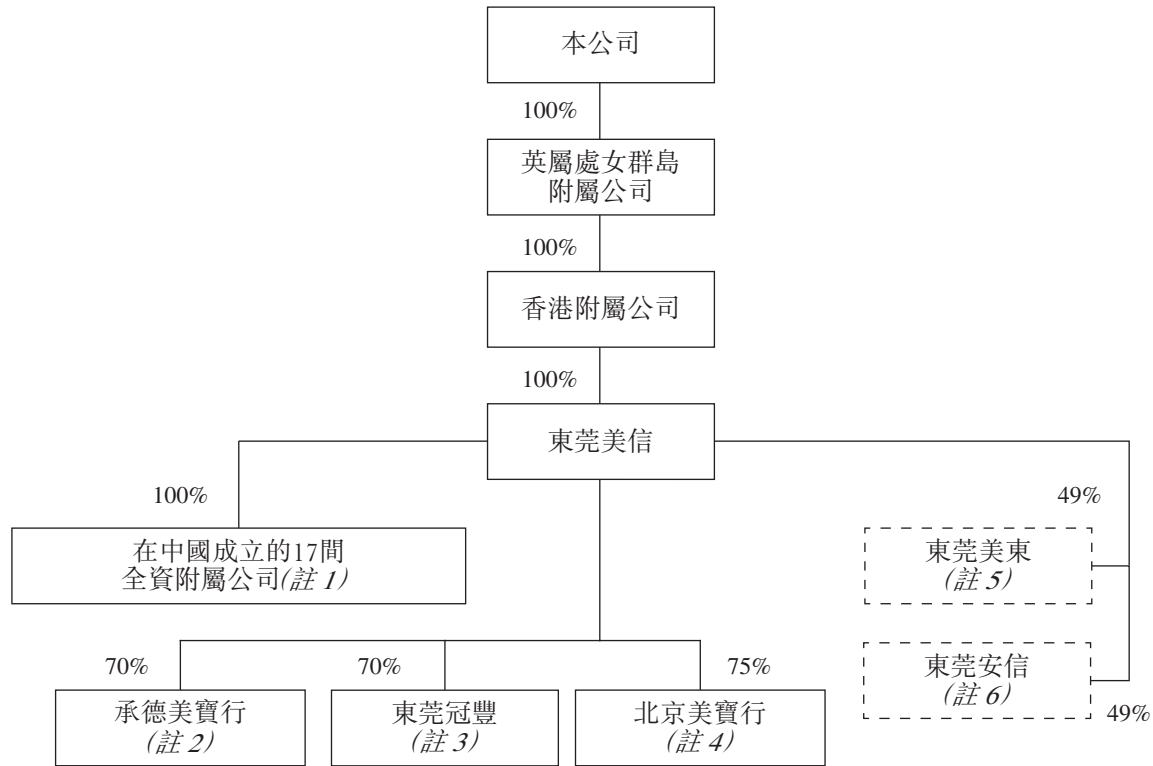 本公司
100%
英屬處女群島
附屬公司
100%
香港附屬公司
100%
東莞美信
100%
49%
在中國成立的17間
全資附屬公司(註 1)
東莞美東
(註 5)
70%
70%
75%
東莞安信
(註 6)
49%
承德美寶行
(註 2)
東莞冠豐
(註 3)
北京美寶行
(註 4)